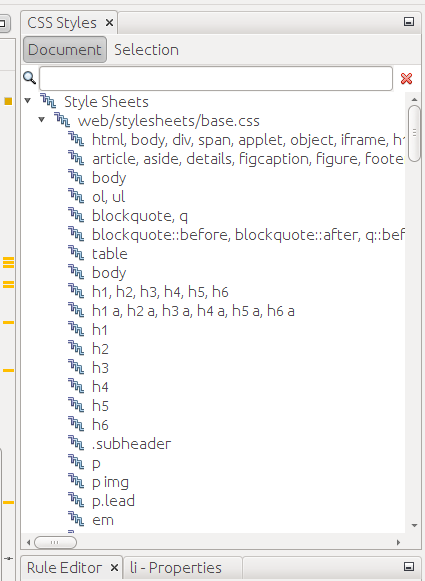 CSS Styles
Document Selection
Style Sheets
web/stylesheets/base.css
html, body, div, span, applet, object, iframe, h1
article, aside, details, figcaption, figure, foote
body
ol, ul
blockquote, q
blockquote::before, blockquote::after, q::bef
table
body
h1, h2, h3, h4, h5, h6
h1 a, h2 a, h3 a, h4 a, h5 a, h6 a
h1
h2
h3
h4
h5
h6
.subheader
p
p img
p.lead
em
Rule Editor li - Properties